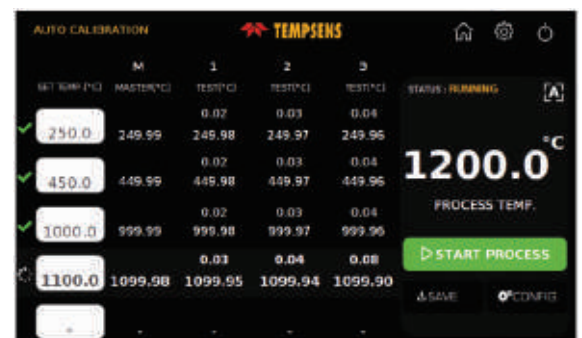 AUTO CALIBRATION
TEMPSENS
M 1 2 3
SET TEMP.(°C) MASTER(°C) TEST(°C) TEST(°C) TEST(°C)
0.02 0.03 0.04
250.0 249.99 249.98 249.97 249.96
0.02 0.03 0.04
450.0 449.99 449.98 449.97 449.96
0.02 0.03 0.04
1000.0 999.99 999.98 999.97 999.96
0.03 0.04 0.08
1100.0 1099.98 1099.95 1099.94 1099.90
- - - - -
STATUS : RUNNING [A]
1200.0 °C
PROCESS TEMP.
START PROCESS
SAVE CONFIG